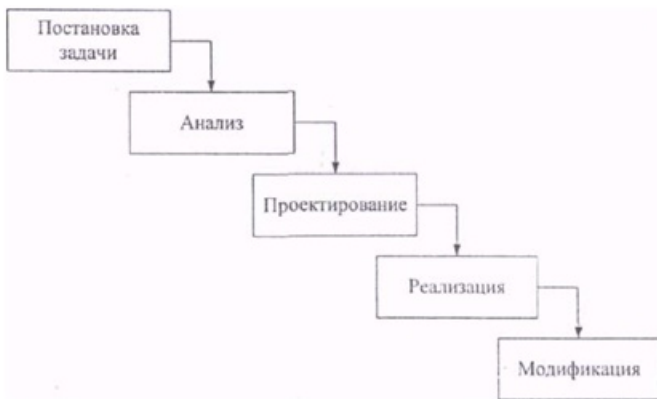 Постановка
задачи
Анализ
Проектирование
Реализация
Модификация